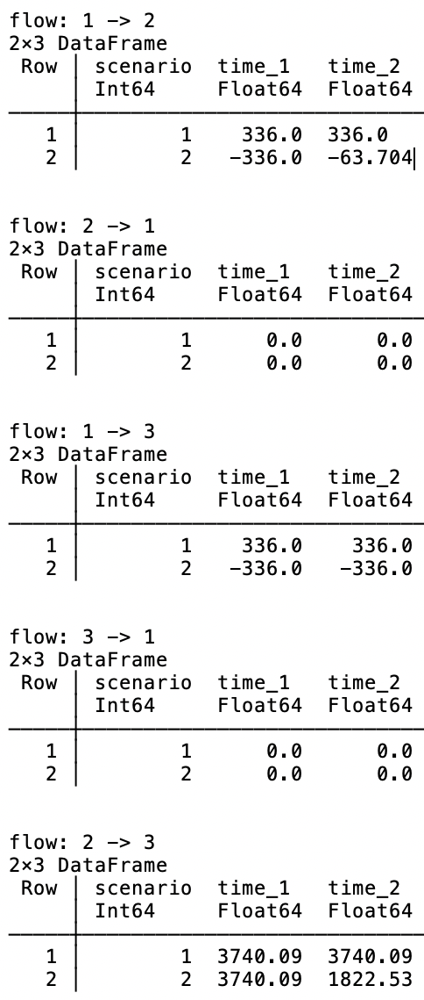 flow: 1 -> 2
2×3 DataFrame
Row │ scenario time_1 time_2
│ Int64 Float64 Float64
1 │ 1 336.0 336.0
2 │ 2 -336.0 -63.704
flow: 2 -> 1
2×3 DataFrame
Row │ scenario time_1 time_2
│ Int64 Float64 Float64
1 │ 1 0.0 0.0
2 │ 2 0.0 0.0
flow: 1 -> 3
2×3 DataFrame
Row │ scenario time_1 time_2
│ Int64 Float64 Float64
1 │ 1 336.0 336.0
2 │ 2 -336.0 -336.0
flow: 3 -> 1
2×3 DataFrame
Row │ scenario time_1 time_2
│ Int64 Float64 Float64
1 │ 1 0.0 0.0
2 │ 2 0.0 0.0
flow: 2 -> 3
2×3 DataFrame
Row │ scenario time_1 time_2
│ Int64 Float64 Float64
1 │ 1 3740.09 3740.09
2 │ 2 3740.09 1822.53